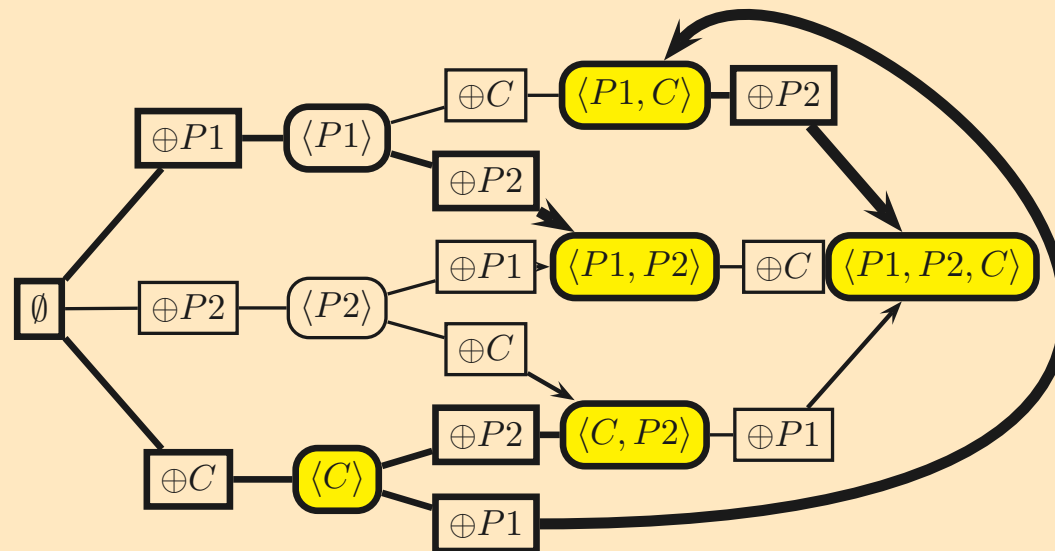 ⊕C ⟨P1, C⟩ ⊕P2
⊕P1 ⟨P1⟩
⊕P2
⊕P1 ⟨P1, P2⟩ ⊕C ⟨P1, P2, C⟩
∅ ⊕P2 ⟨P2⟩
⊕C
⊕P2 ⟨C, P2⟩ ⊕P1
⊕C ⟨C⟩
⊕P1